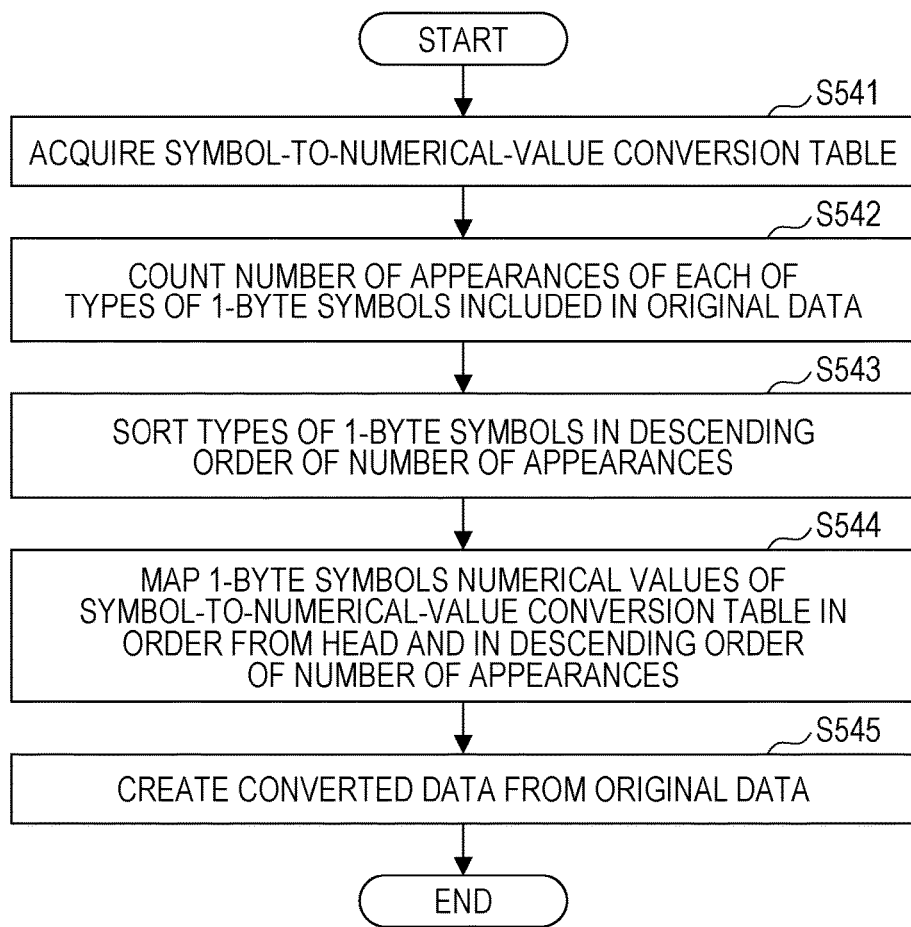 START
S541
ACQUIRE SYMBOL-TO-NUMERICAL-VALUE CONVERSION TABLE
S542
COUNT NUMBER OF APPEARANCES OF EACH OF
TYPES OF 1-BYTE SYMBOLS INCLUDED IN ORIGINAL DATA
S543
SORT TYPES OF 1-BYTE SYMBOLS IN DESCENDING
ORDER OF NUMBER OF APPEARANCES
S544
MAP 1-BYTE SYMBOLS NUMERICAL VALUES OF
SYMBOL-TO-NUMERICAL-VALUE CONVERSION TABLE IN
ORDER FROM HEAD AND IN DESCENDING ORDER
OF NUMBER OF APPEARANCES
S545
CREATE CONVERTED DATA FROM ORIGINAL DATA
END